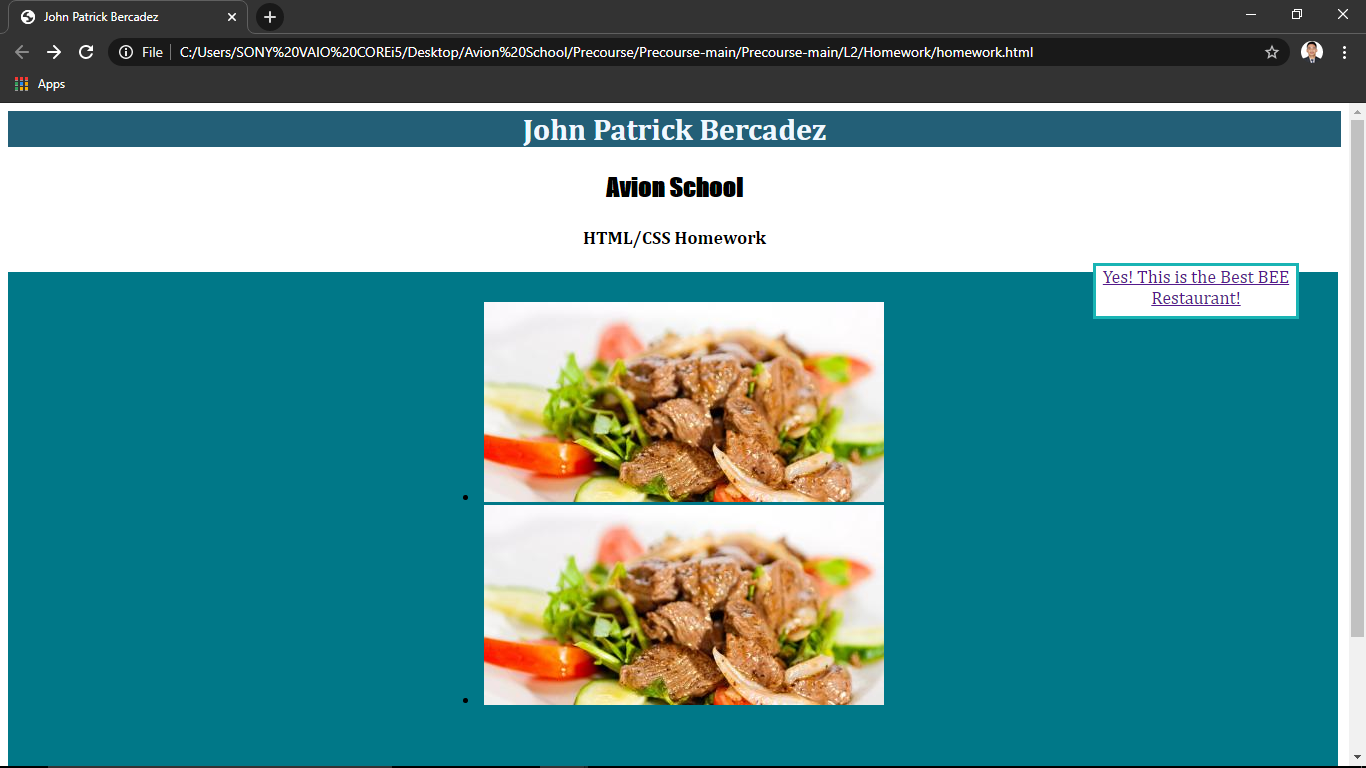 John Patrick Bercadez
File
C:/Users/SONY%20VAIO%20COREi5/Desktop/Avion%20School/Precourse/Precourse-main/Precourse-main/L2/Homework/homework.html
Apps
John Patrick Bercadez
Avion School
HTML/CSS Homework
Yes! This is the Best BEE
Restaurant!